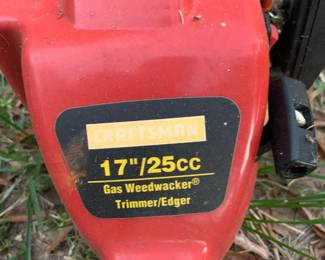 CRAFTSMAN
17"/25cc
Gas Weedwacker®
Trimmer/Edger